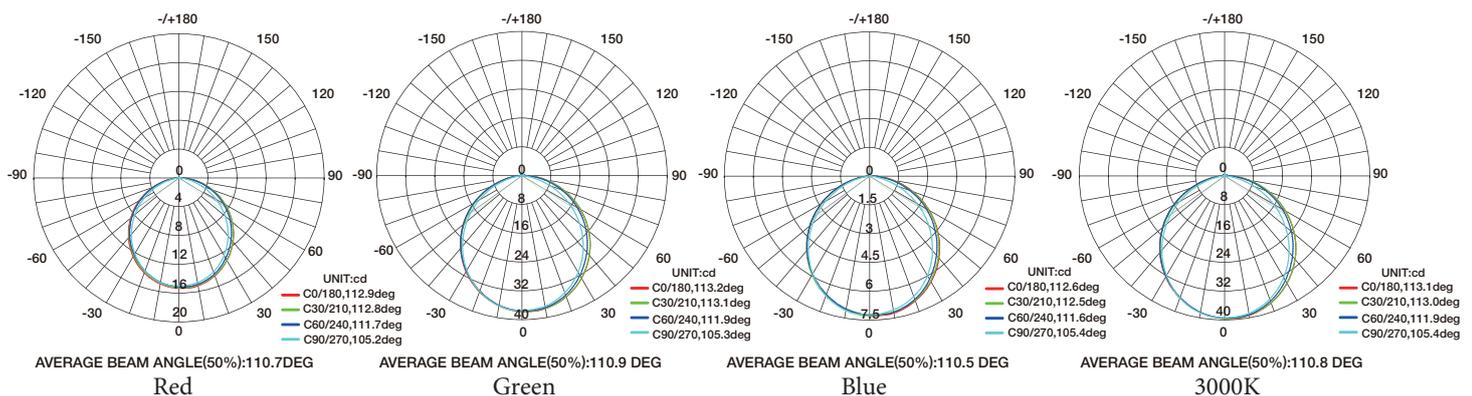 -/+180
-150
150
-120
120
-90
90
0
4
8
12
16
20
-60
60
-30
30
0
UNIT:cd
C0/180,112.9deg
C30/210,112.8deg
C60/240,111.7deg
C90/270,105.2deg
AVERAGE BEAM ANGLE(50%):110.7DEG
Red
-/+180
-150
150
-120
120
-90
90
0
8
16
24
32
40
-60
60
-30
30
0
UNIT:cd
C0/180,113.2deg
C30/210,113.1deg
C60/240,111.9deg
C90/270,105.3deg
AVERAGE BEAM ANGLE(50%):110.9 DEG
Green
-/+180
-150
150
-120
120
-90
90
0
1.5
3
4.5
6
7.5
-60
60
-30
30
0
UNIT:cd
C0/180,112.6deg
C30/210,112.5deg
C60/240,111.6deg
C90/270,105.4deg
AVERAGE BEAM ANGLE(50%):110.5 DEG
Blue
-/+180
-150
150
-120
120
-90
90
0
8
16
24
32
40
-60
60
-30
30
0
UNIT:cd
C0/180,113.1deg
C30/210,113.0deg
C60/240,111.9deg
C90/270,105.4deg
AVERAGE BEAM ANGLE(50%):110.8 DEG
3000K